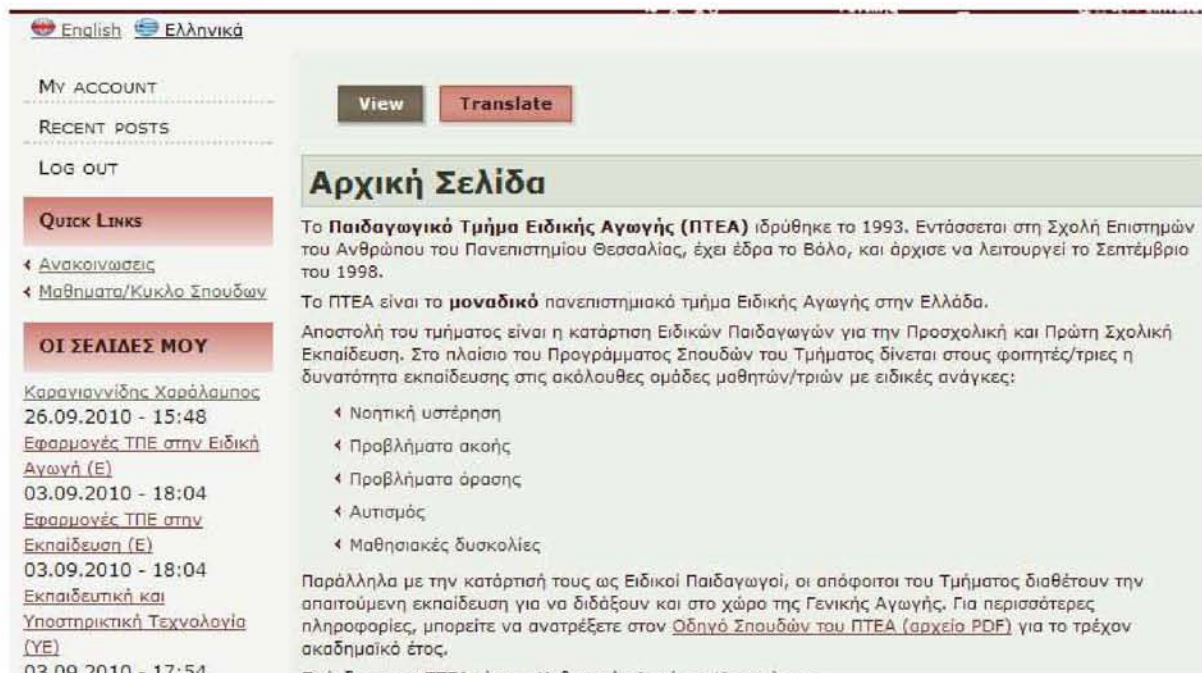 English Ελληνικά
My account
Recent posts
Log out
Quick Links
Ανακοινωσεις
Μαθηματα/Κυκλο Σπουδων
ΟΙ ΣΕΛΙΔΕΣ ΜΟΥ
Καραγιαννίδης Χαράλαμπος
26.09.2010 - 15:48
Εφαρμογές ΤΠΕ στην Ειδική
Αγωγή (Ε)
03.09.2010 - 18:04
Εφαρμογές ΤΠΕ στην
Εκπαίδευση (Ε)
03.09.2010 - 18:04
Εκπαιδευτική και
Υποστηρικτική Τεχνολογία
(ΥΕ)
03.09.2010 - 17:54
View Translate
Αρχική Σελίδα
Το Παιδαγωγικό Τμήμα Ειδικής Αγωγής (ΠΤΕΑ) ιδρύθηκε το 1993. Εντάσσεται στη Σχολή Επιστημών
του Ανθρώπου του Πανεπιστημίου Θεσσαλίας, έχει έδρα το Βόλο, και άρχισε να λειτουργεί το Σεπτέμβριο
του 1998.
Το ΠΤΕΑ είναι το μοναδικό πανεπιστημιακό τμήμα Ειδικής Αγωγής στην Ελλάδα.
Αποστολή του τμήματος είναι η κατάρτιση Ειδικών Παιδαγωγών για την Προσχολική και Πρώτη Σχολική
Εκπαίδευση. Στο πλαίσιο του Προγράμματος Σπουδών του Τμήματος δίνεται στους φοιτητές/τριες η
δυνατότητα εκπαίδευσης στις ακόλουθες ομάδες μαθητών/τριών με ειδικές ανάγκες:
Νοητική υστέρηση
Προβλήματα ακοής
Προβλήματα όρασης
Αυτισμός
Μαθησιακές δυσκολίες
Παράλληλα με την κατάρτισή τους ως Ειδικοί Παιδαγωγοί, οι απόφοιτοι του Τμήματος διαθέτουν την
απαιτούμενη εκπαίδευση για να διδάξουν και στο χώρο της Γενικής Αγωγής. Για περισσότερες
πληροφορίες, μπορείτε να ανατρέξετε στον Οδηγό Σπουδών του ΠΤΕΑ (αρχείο PDF) για το τρέχον
ακαδημαϊκό έτος.